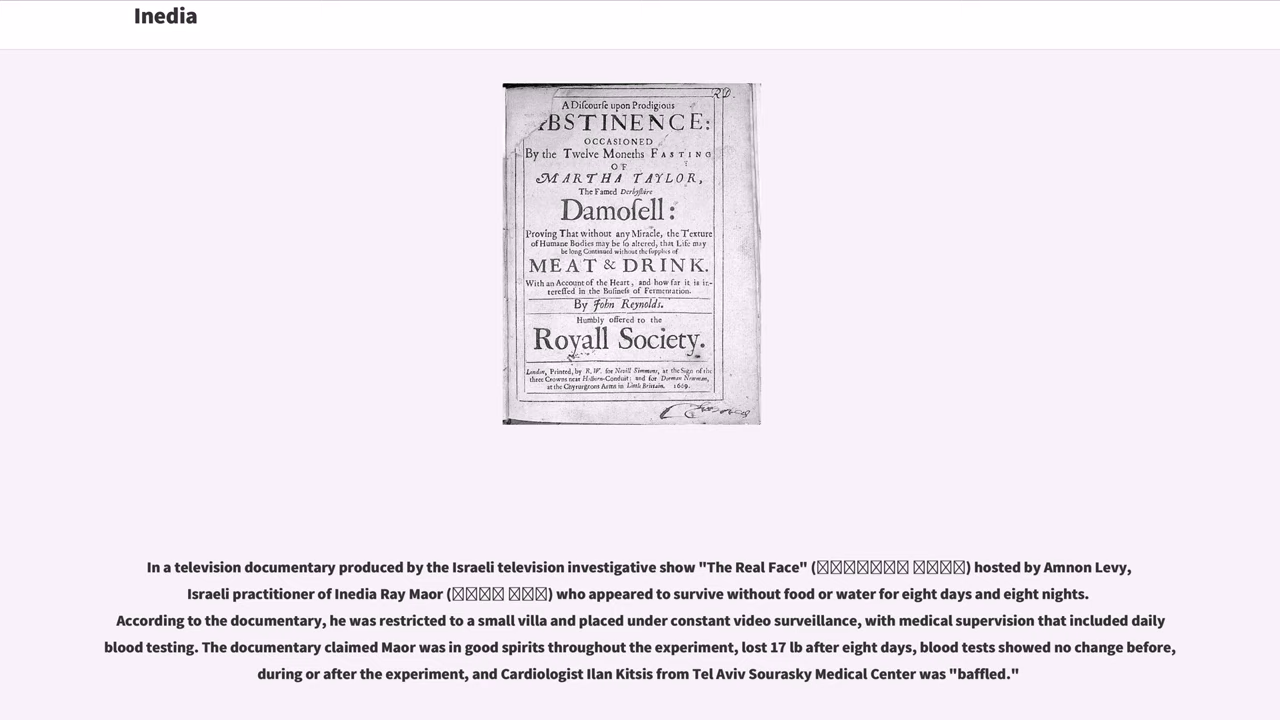 Inedia
R D.
A Diſcourſe upon Prodigious
ABSTINENCE:
OCCASIONED
By the Twelve Moneths FASTING
OF
MARTHA TAYLOR,
The Famed Derbyſhire
Damoſell:
Proving That without any Miracle, the Texture
of Humane Bodies may be ſo altered, that Life may
be long Continued without the ſupplies of
MEAT & DRINK.
With an Account of the Heart, and how far it is in-
tereſſed in the Buſineſs of Fermentation.
By John Reynolds.
Humbly offered to the
Royall Society.
London, Printed, by R. W. for Nevill Simmons, at the Sign of the
three Crowns near Holborn-Conduit: and for Dorman Newman,
at the Chyrurgeons Arms in Little Brittain. 1669.
In a television documentary produced by the Israeli television investigative show "The Real Face" (□□□□□□□ □□□□) hosted by Amnon Levy,
Israeli practitioner of Inedia Ray Maor (□□□□ □□□) who appeared to survive without food or water for eight days and eight nights.
According to the documentary, he was restricted to a small villa and placed under constant video surveillance, with medical supervision that included daily
blood testing. The documentary claimed Maor was in good spirits throughout the experiment, lost 17 lb after eight days, blood tests showed no change before,
during or after the experiment, and Cardiologist Ilan Kitsis from Tel Aviv Sourasky Medical Center was "baffled."